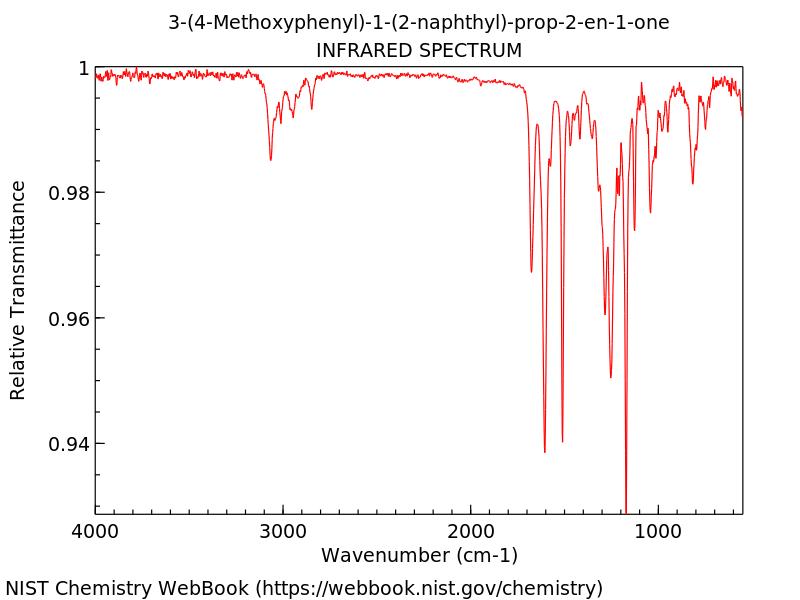 3-(4-Methoxyphenyl)-1-(2-naphthyl)-prop-2-en-1-one
INFRARED SPECTRUM
1
0.98
0.96
0.94
Relative Transmittance
4000 3000 2000 1000
Wavenumber (cm-1)
NIST Chemistry WebBook (https://webbook.nist.gov/chemistry)